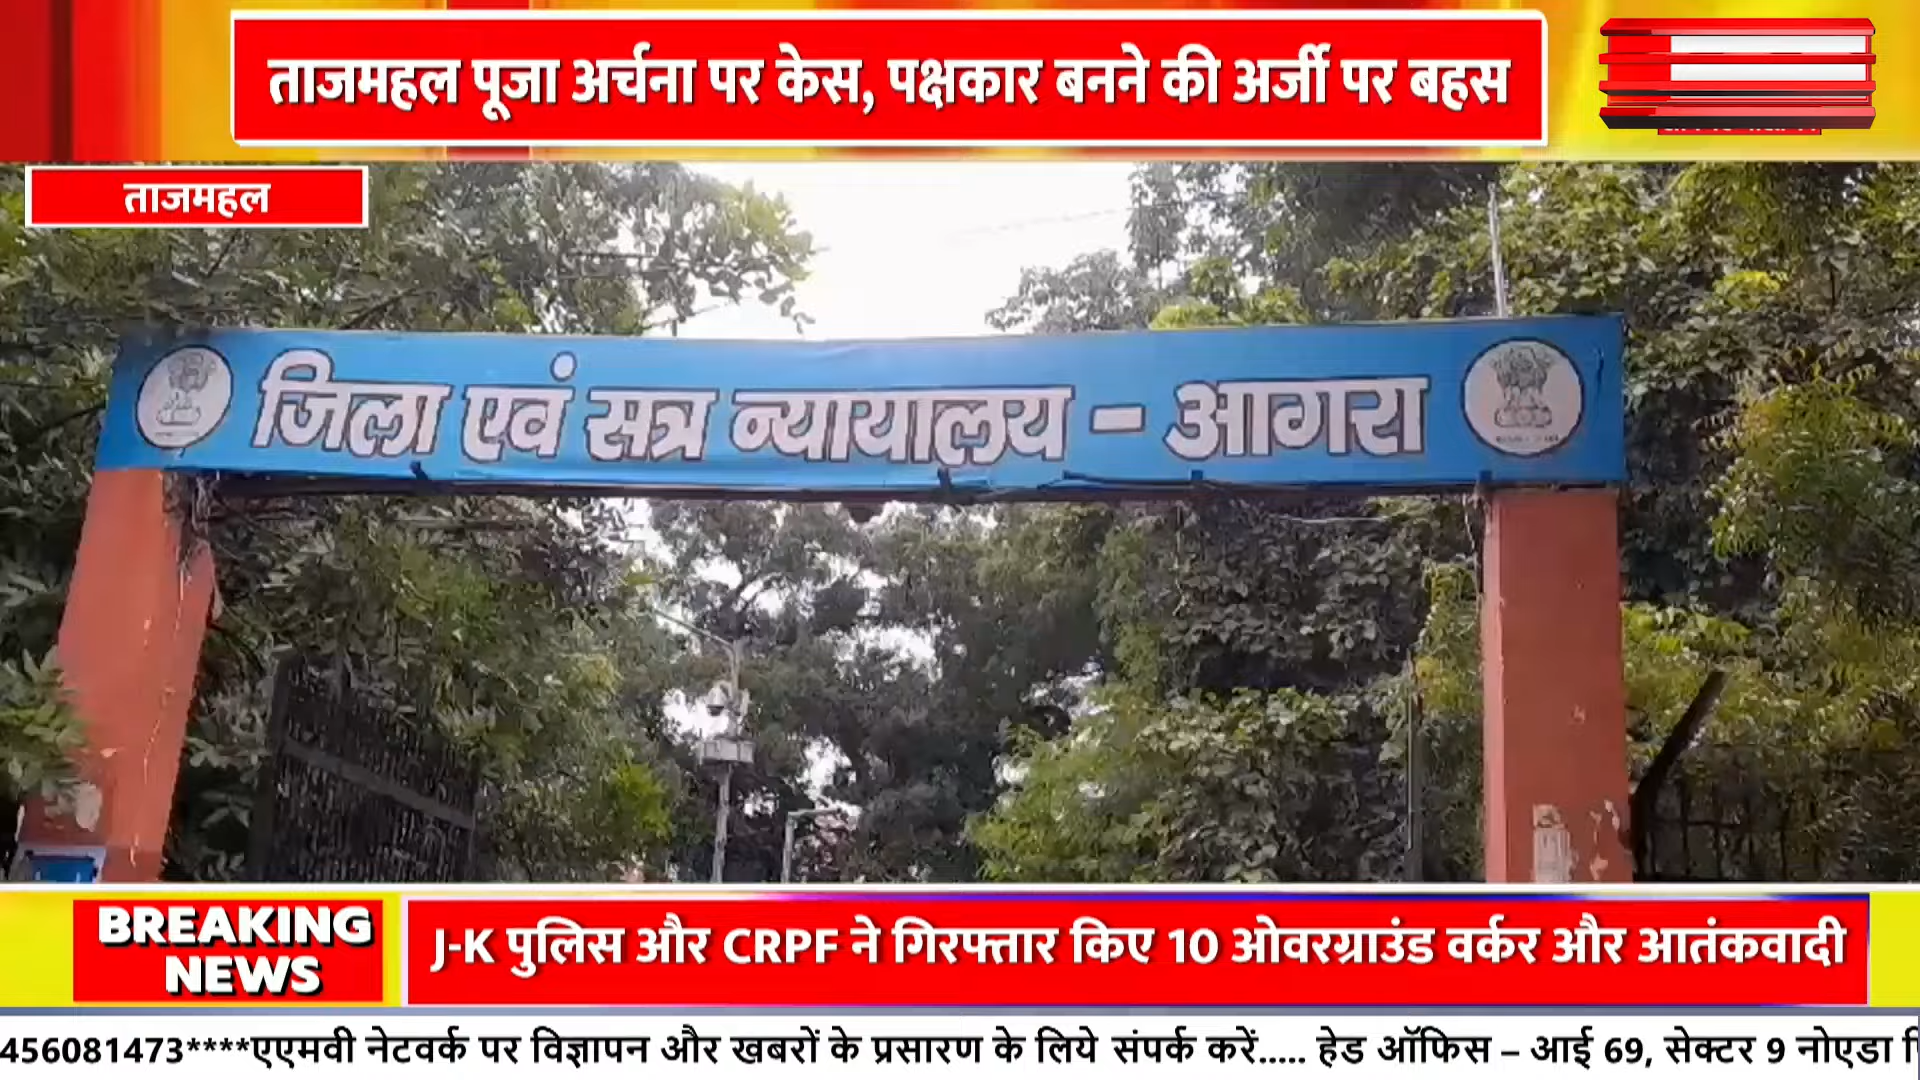 ताजमहल पूजा अर्चना पर केस, पक्षकार बनने की अर्जी पर बहस
ताजमहल
जिला एवं सत्र न्यायालय - आगरा
BREAKING
NEWS
J-K पुलिस और CRPF ने गिरफ्तार किए 10 ओवरग्राउंड वर्कर और आतंकवादी
456081473****एएमवी नेटवर्क पर विज्ञापन और खबरों के प्रसारण के लिये संपर्क करें..... हेड ऑफिस – आई 69, सेक्टर 9 नोएडा